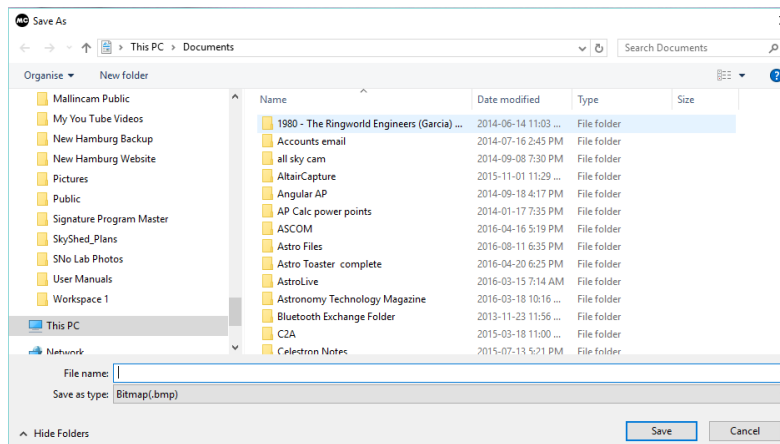 MC Save As
This PC > Documents
Search Documents
Organise New folder
Mallincam Public
My You Tube Videos
New Hamburg Backup
New Hamburg Website
Pictures
Public
Signature Program Master
SkyShed_Plans
SNo Lab Photos
User Manuals
Workspace 1
This PC
Network
Name Date modified Type Size
1980 - The Ringworld Engineers (Garcia) ... 2014-06-14 11:03 ... File folder
Accounts email 2014-07-16 2:45 PM File folder
all sky cam 2014-09-08 7:30 PM File folder
AltairCapture 2015-11-01 11:29 ... File folder
Angular AP 2014-09-18 4:17 PM File folder
AP Calc power points 2014-01-17 7:35 PM File folder
ASCOM 2016-04-16 5:19 PM File folder
Astro Files 2016-08-11 6:35 PM File folder
Astro Toaster complete 2016-04-20 6:25 PM File folder
AstroLive 2016-03-15 7:14 AM File folder
Astronomy Technology Magazine 2016-03-18 10:16 ... File folder
Bluetooth Exchange Folder 2013-11-23 11:56 ... File folder
C2A 2015-03-18 11:00 ... File folder
Celestron Notes 2015-07-13 5:21 PM File folder
File name:
Save as type: Bitmap(.bmp)
Hide Folders
Save Cancel